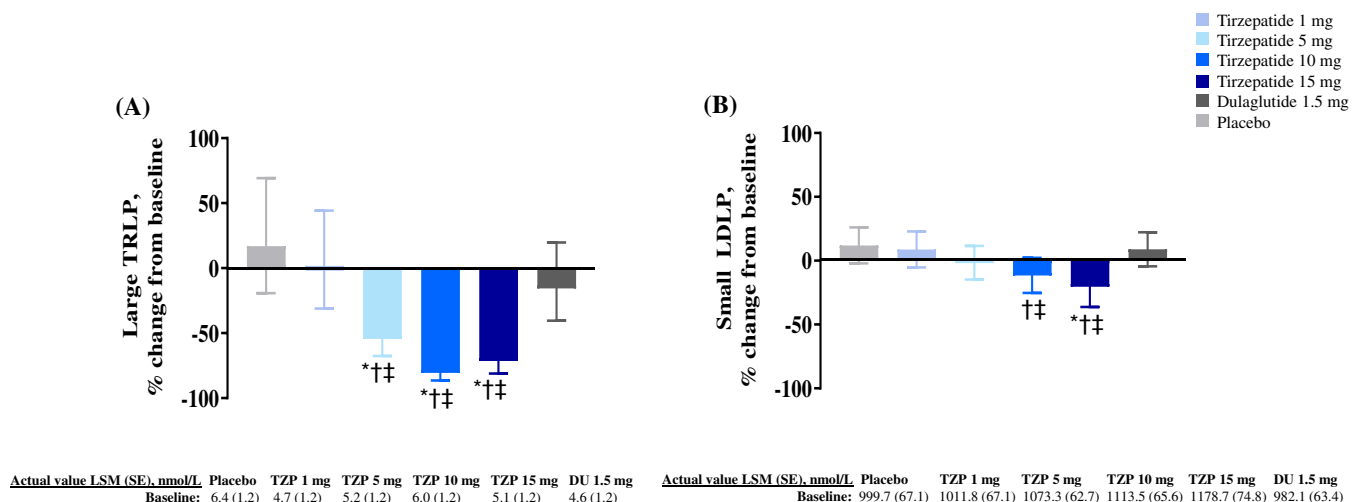 Tirzepatide 1 mg
Tirzepatide 5 mg
Tirzepatide 10 mg
Tirzepatide 15 mg
Dulaglutide 1.5 mg
Placebo
(A)
Large TRLP,
% change from baseline
100
50
0
-50
-100
*†‡
*†‡
*†‡
(B)
Small LDLP,
% change from baseline
100
50
0
-50
-100
†‡
*†‡
Actual value LSM (SE), nmol/L Placebo TZP 1 mg TZP 5 mg TZP 10 mg TZP 15 mg DU 1.5 mg
Baseline: 6.4 (1.2) 4.7 (1.2) 5.2 (1.2) 6.0 (1.2) 5.1 (1.2) 4.6 (1.2)
Actual value LSM (SE), nmol/L Placebo TZP 1 mg TZP 5 mg TZP 10 mg TZP 15 mg DU 1.5 mg
Baseline: 999.7 (67.1) 1011.8 (67.1) 1073.3 (62.7) 1113.5 (65.6) 1178.7 (74.8) 982.1 (63.4)